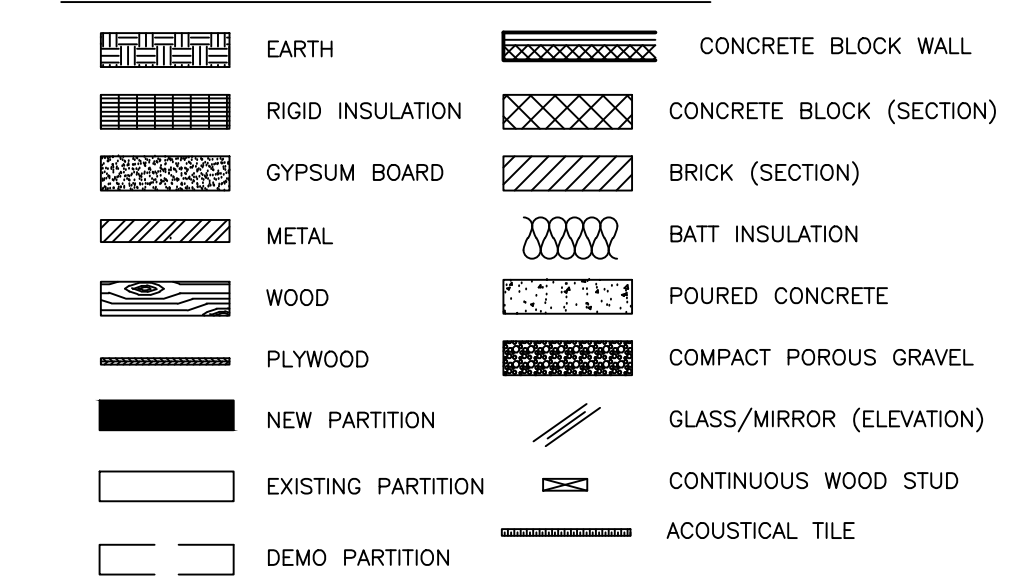 EARTH
RIGID INSULATION
GYPSUM BOARD
METAL
WOOD
PLYWOOD
NEW PARTITION
EXISTING PARTITION
DEMO PARTITION
CONCRETE BLOCK WALL
CONCRETE BLOCK (SECTION)
BRICK (SECTION)
BATT INSULATION
POURED CONCRETE
COMPACT POROUS GRAVEL
GLASS/MIRROR (ELEVATION)
CONTINUOUS WOOD STUD
ACOUSTICAL TILE